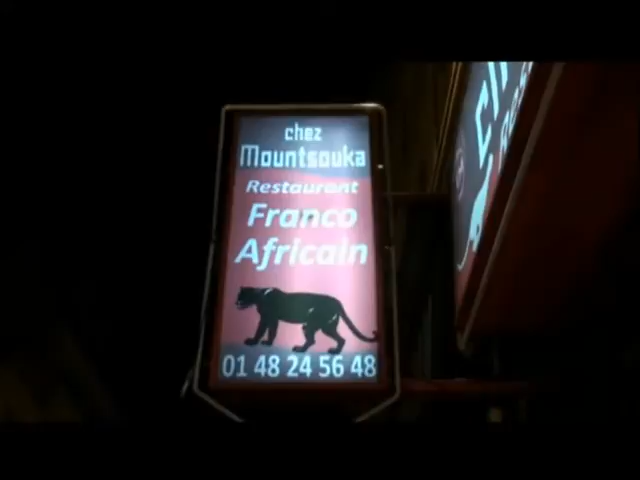 chez
Mountsouka
Restaurant
Franco
Africain
01 48 24 56 48